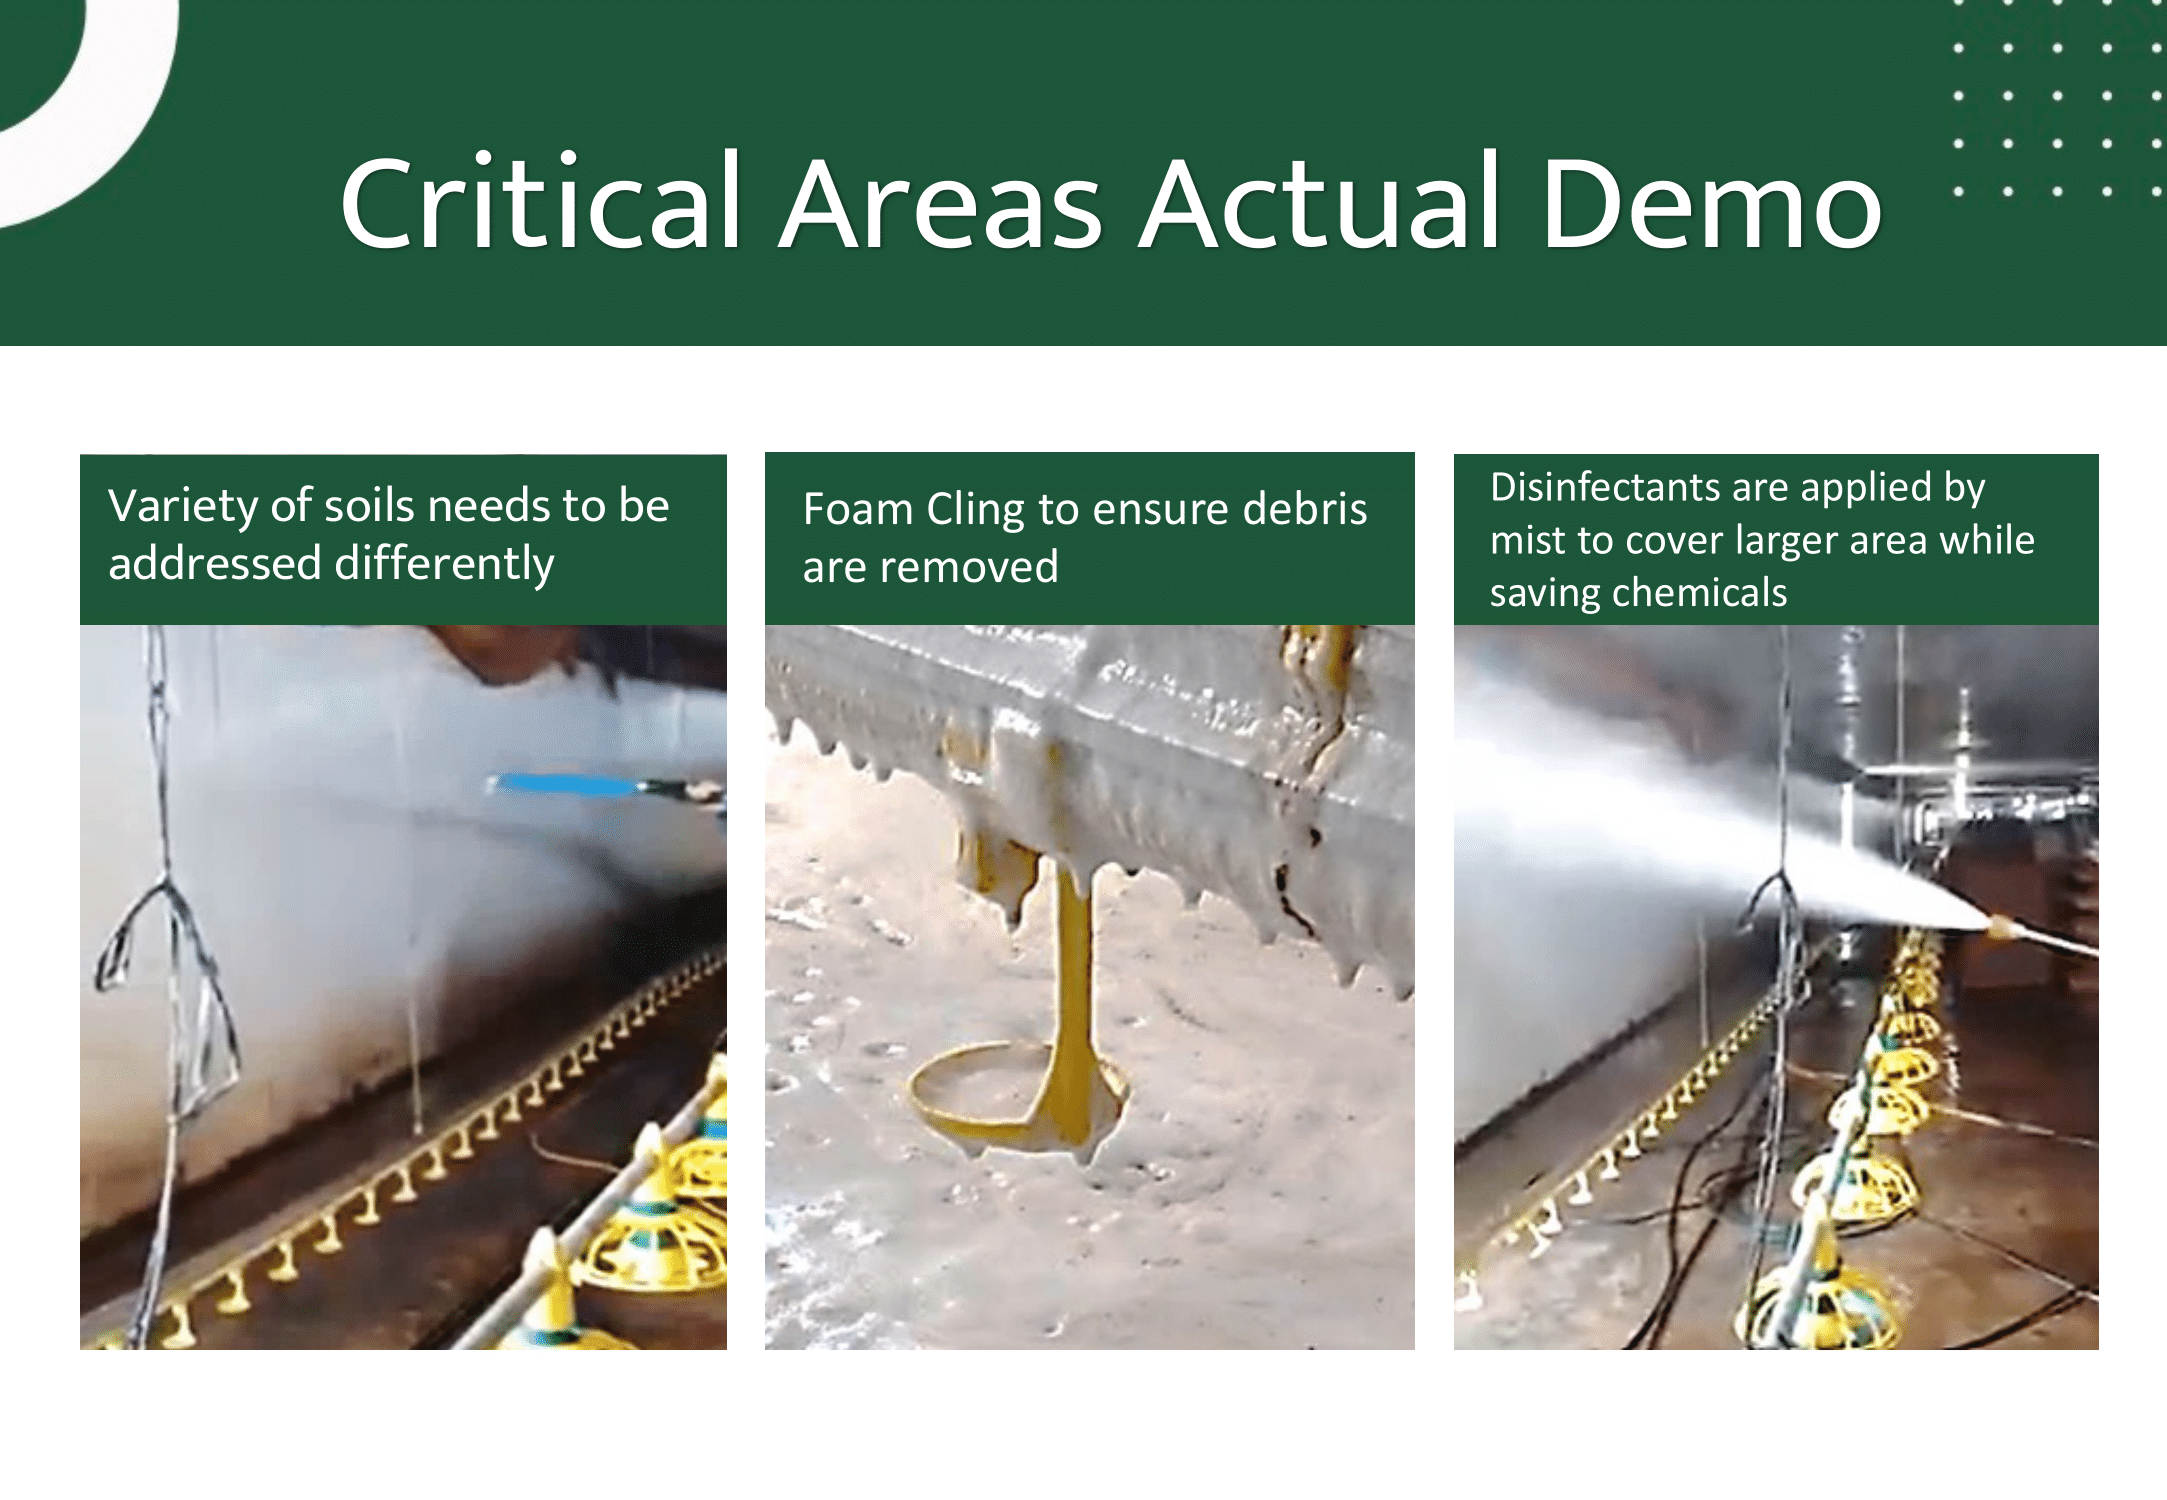 Critical Areas Actual Demo
Variety of soils needs to be
addressed differently
Foam Cling to ensure debris
are removed
Disinfectants are applied by
mist to cover larger area while
saving chemicals